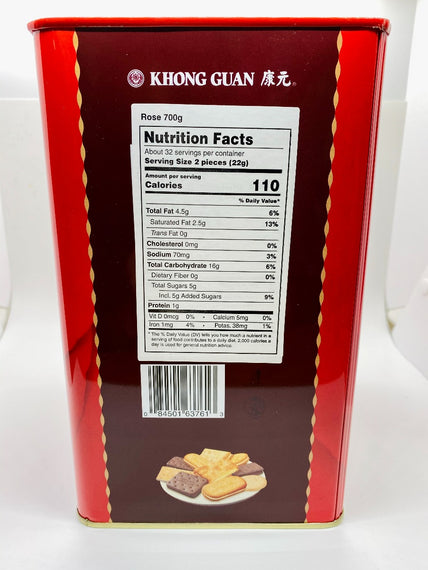 KHONG GUAN 康元®
Rose 700g
Nutrition Facts
About 32 servings per container
Serving Size 2 pieces (22g)
Amount per serving
Calories 110
% Daily Value*
Total Fat 4.5g 6%
Saturated Fat 2.5g 13%
Trans Fat 0g
Cholesterol 0mg 0%
Sodium 70mg 3%
Total Carbohydrate 16g 6%
Dietary Fiber 0g 0%
Total Sugars 5g
Incl. 5g Added Sugars 9%
Protein 1g
Vit D 0mcg 0% • Calcium 5mg 0%
Iron 1mg 4% • Potas. 38mg 1%
* The % Daily Value (DV) tells you how much a nutrient in a
serving of food contributes to a daily diet. 2,000 calories a
day is used for general nutrition advice.
0 84501 63761 3